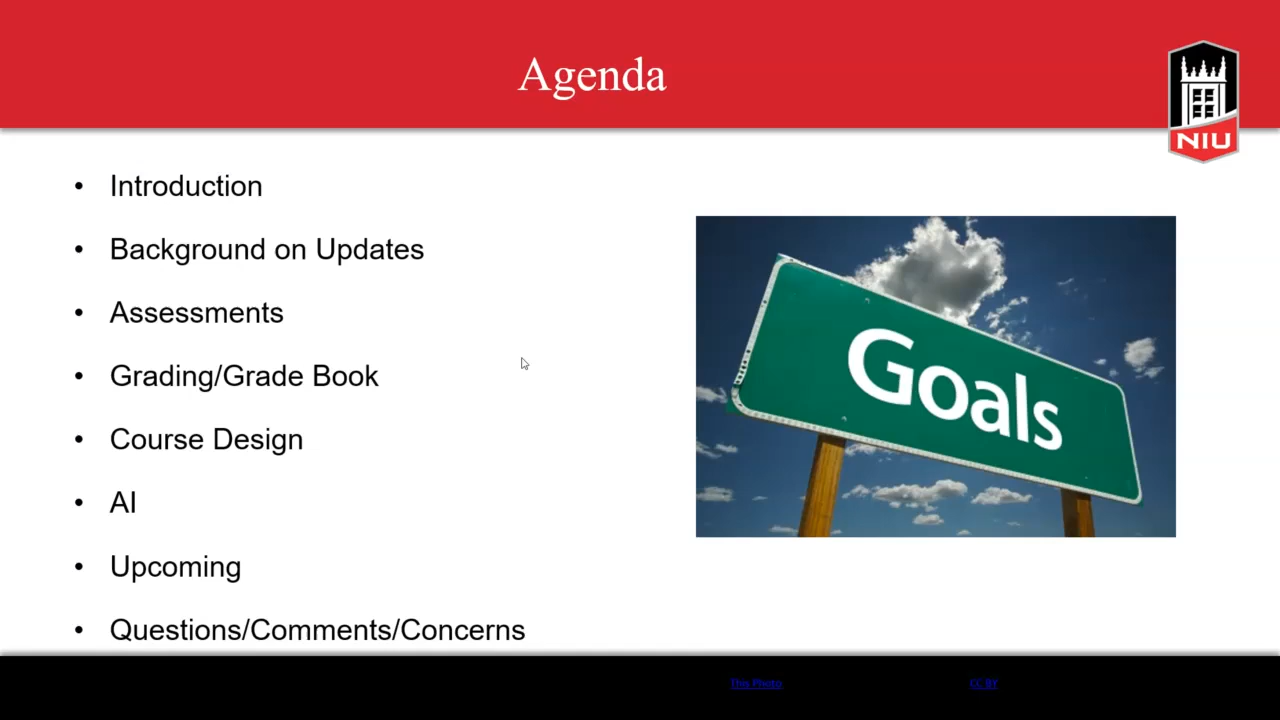 Agenda
NIU
• Introduction
• Background on Updates
• Assessments
• Grading/Grade Book
• Course Design
• AI
• Upcoming
• Questions/Comments/Concerns
Goals
This Photo
CC BY